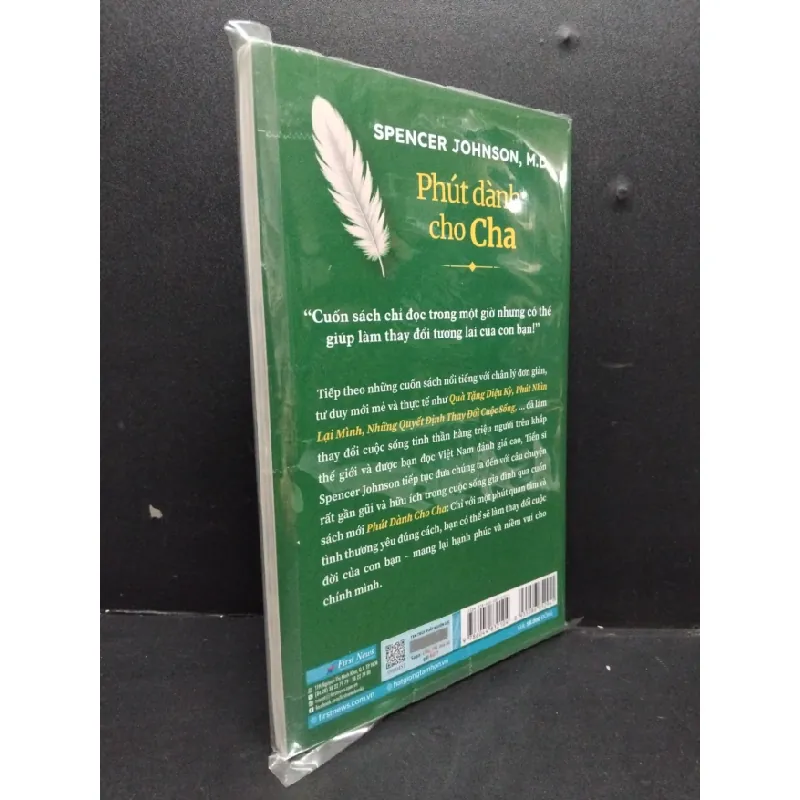 SPENCER JOHNSON, M.D
Phút dành
cho Cha
“Cuốn sách chỉ đọc trong một giờ nhưng có thể
giúp làm thay đổi tương lai của con bạn!”
Tiếp theo những cuốn sách nổi tiếng với chân lý đơn giản,
tư duy mới mẻ và thực tế như Quà Tặng Diệu Kỳ, Phút Nhìn
Lại Mình, Những Quyết Định Thay Đổi Cuộc Sống, ... đã làm
thay đổi cuộc sống tinh thần hàng triệu người trên khắp
thế giới và được bạn đọc Việt Nam đánh giá cao, Tiến sĩ
Spencer Johnson tiếp tục đưa chúng ta đến với câu chuyện
rất gần gũi và hữu ích trong cuộc sống gia đình qua cuốn
sách mới Phút Dành Cho Cha: Chỉ với một phút quan tâm và
tình thương yêu đúng cách, bạn có thể sẽ làm thay đổi cuộc
đời của con bạn - mang lại hạnh phúc và niềm vui cho
chính mình.
First News
firstnews.com.vn
hatgiongtamhon.vn